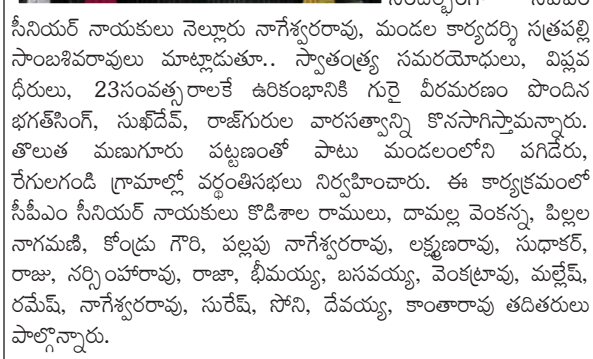 సీనియర్ నాయకులు నెల్లూరు నాగేశ్వరరావు, మండల కార్యదర్శి సత్రపల్లి
సాంబశివరావులు మాట్లాడుతూ.. స్వాతంత్ర్య సమరయోధులు, విప్లవ
ధీరులు, 23సంవత్సరాలకే ఉరికంభానికి గురై వీరమరణం పొందిన
భగత్‌సింగ్, సుఖ్‌దేవ్, రాజ్‌గురుల వారసత్వాన్ని కొనసాగిస్తామన్నారు.
తొలుత మణుగూరు పట్టణంతో పాటు మండలంలోని పగిడేరు,
రేగులగండి గ్రామాల్లో వర్థంతిసభలు నిర్వహించారు. ఈ కార్యక్రమంలో
సీపీఎం సీనియర్ నాయకులు కొడిశాల రాములు, దామల్ల వెంకన్న, పిల్లల
నాగమణి, కోండ్రు గౌరి, పల్లపు నాగేశ్వరరావు, లక్ష్మణరావు, సుధాకర్,
రాజు, నర్సింహారావు, రాజా, భీమయ్య, బసవయ్య, వెంకట్రావు, మల్లేష్,
రమేష్, నాగేశ్వరరావు, సురేష్, సోని, దేవయ్య, కాంతారావు తదితరులు
పాల్గొన్నారు.